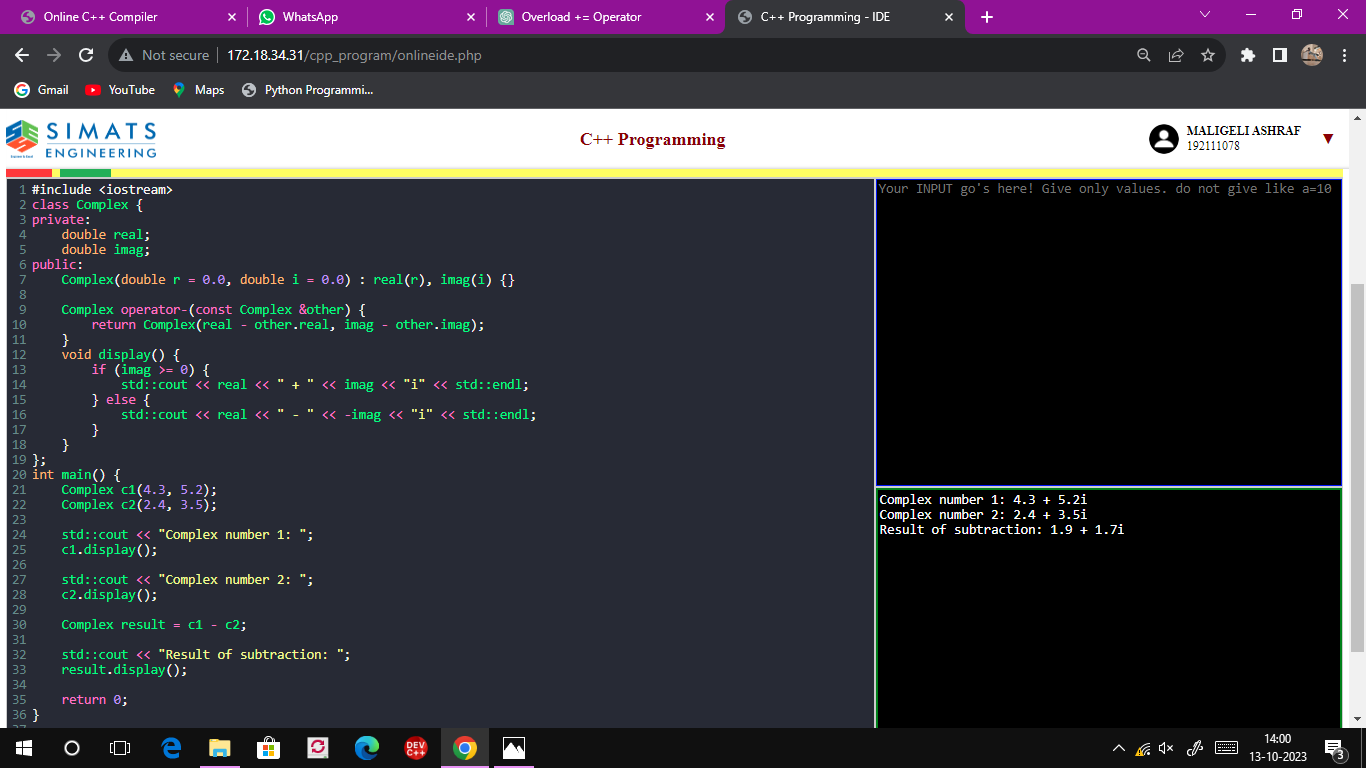 Online C++ Compiler
WhatsApp
Overload += Operator
C++ Programming - IDE
Not secure
172.18.34.31/cpp_program/onlineide.php
Gmail
YouTube
Maps
Python Programmi...
SIMATS
ENGINEERING
C++ Programming
MALIGELI ASHRAF
192111078
1 #include <iostream>
2 class Complex {
3 private:
4     double real;
5     double imag;
6 public:
7     Complex(double r = 0.0, double i = 0.0) : real(r), imag(i) {}
8
9     Complex operator-(const Complex &other) {
10         return Complex(real - other.real, imag - other.imag);
11     }
12     void display() {
13         if (imag >= 0) {
14             std::cout << real << " + " << imag << "i" << std::endl;
15         } else {
16             std::cout << real << " - " << -imag << "i" << std::endl;
17         }
18     }
19 };
20 int main() {
21     Complex c1(4.3, 5.2);
22     Complex c2(2.4, 3.5);
23
24     std::cout << "Complex number 1: ";
25     c1.display();
26
27     std::cout << "Complex number 2: ";
28     c2.display();
29
30     Complex result = c1 - c2;
31
32     std::cout << "Result of subtraction: ";
33     result.display();
34
35     return 0;
36 }
Your INPUT go's here! Give only values. do not give like a=10
Complex number 1: 4.3 + 5.2i
Complex number 2: 2.4 + 3.5i
Result of subtraction: 1.9 + 1.7i
DEV
C++
14:00
13-10-2023
3